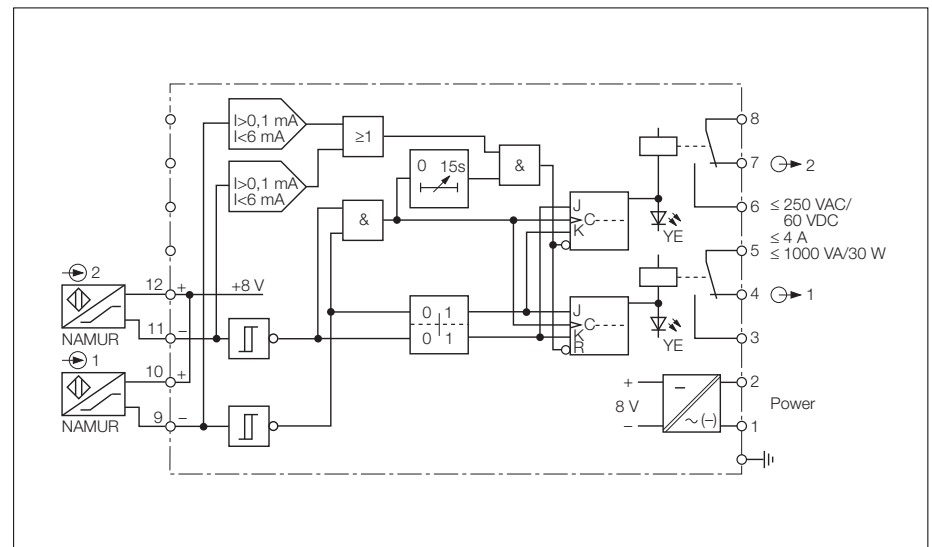 I>0,1 mA
I<6 mA
≥1
I>0,1 mA
I<6 mA
0 15s
&
&
J
C
K
YE
8
7
2
6
≤ 250 VAC/
60 VDC
≤ 4 A
≤ 1000 VA/30 W
5
4
1
3
2
12 +
+8 V
11 –
NAMUR
1
10 +
9 –
NAMUR
0 1
0 1
J
C
K
R
YE
+
8 V
–
–
~ (–)
2
Power
1